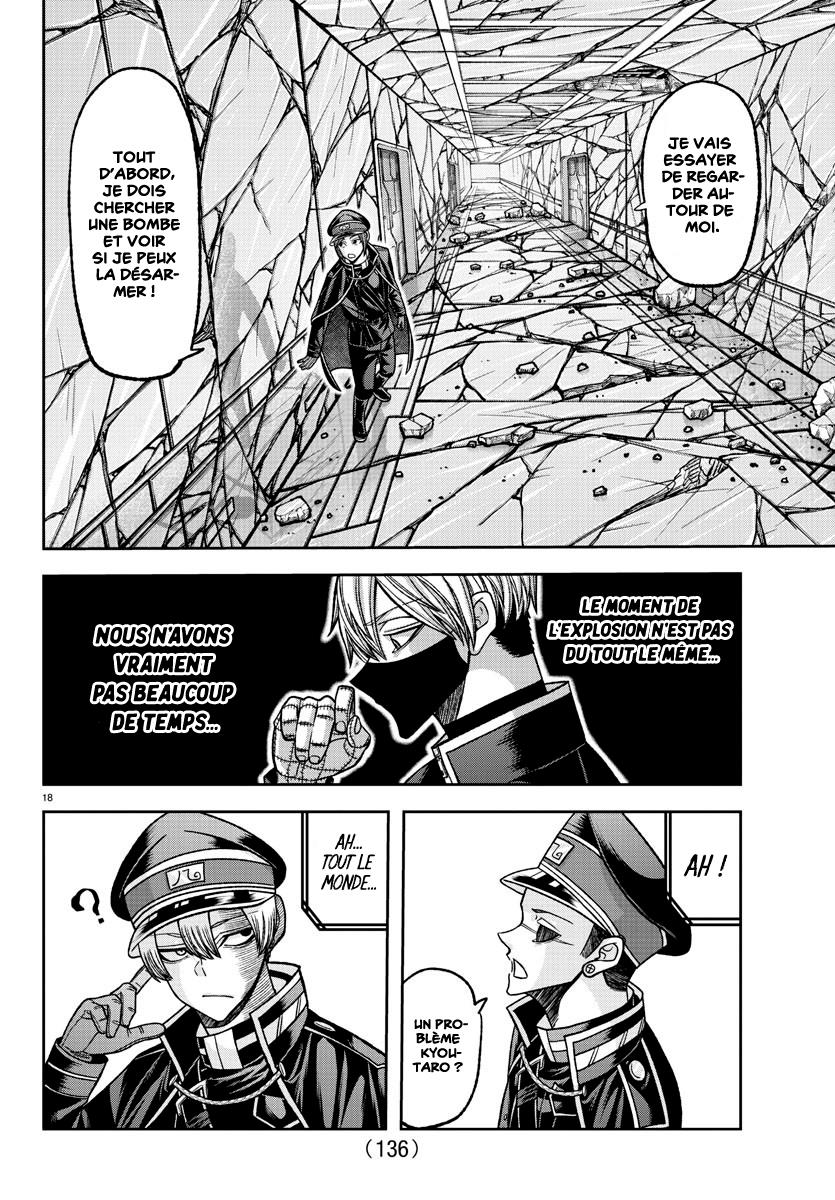 JE VAIS
ESSAYER
DE REGAR-
DER AU-
TOUR DE
MOI.
TOUT
D'ABORD,
JE DOIS
CHERCHER
UNE BOMBE
ET VOIR
SI JE PEUX
LA DÉSAR-
MER !
LE MOMENT DE
L'EXPLOSION N'EST PAS
DU TOUT LE MÊME...
NOUS N'AVONS
VRAIMENT
PAS BEAUCOUP
DE TEMPS...
18
AH !
UN PRO-
BLÈME
KYOU-
TARO ?
AH...
TOUT LE
MONDE...
?
(136)